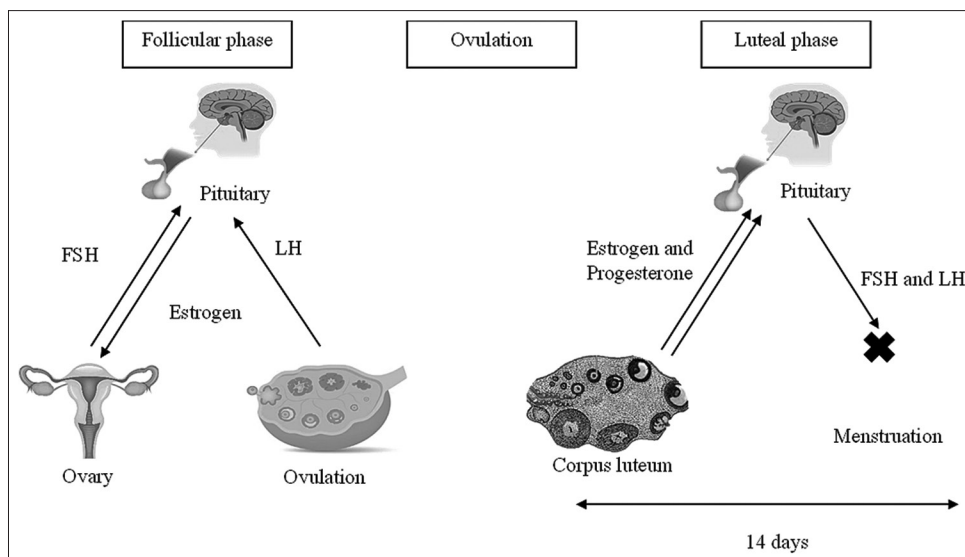 Follicular phase
Ovulation
Luteal phase
Pituitary
FSH
LH
Estrogen
Ovary
Ovulation
Pituitary
Estrogen and
Progesterone
FSH and LH
Corpus luteum
Menstruation
14 days